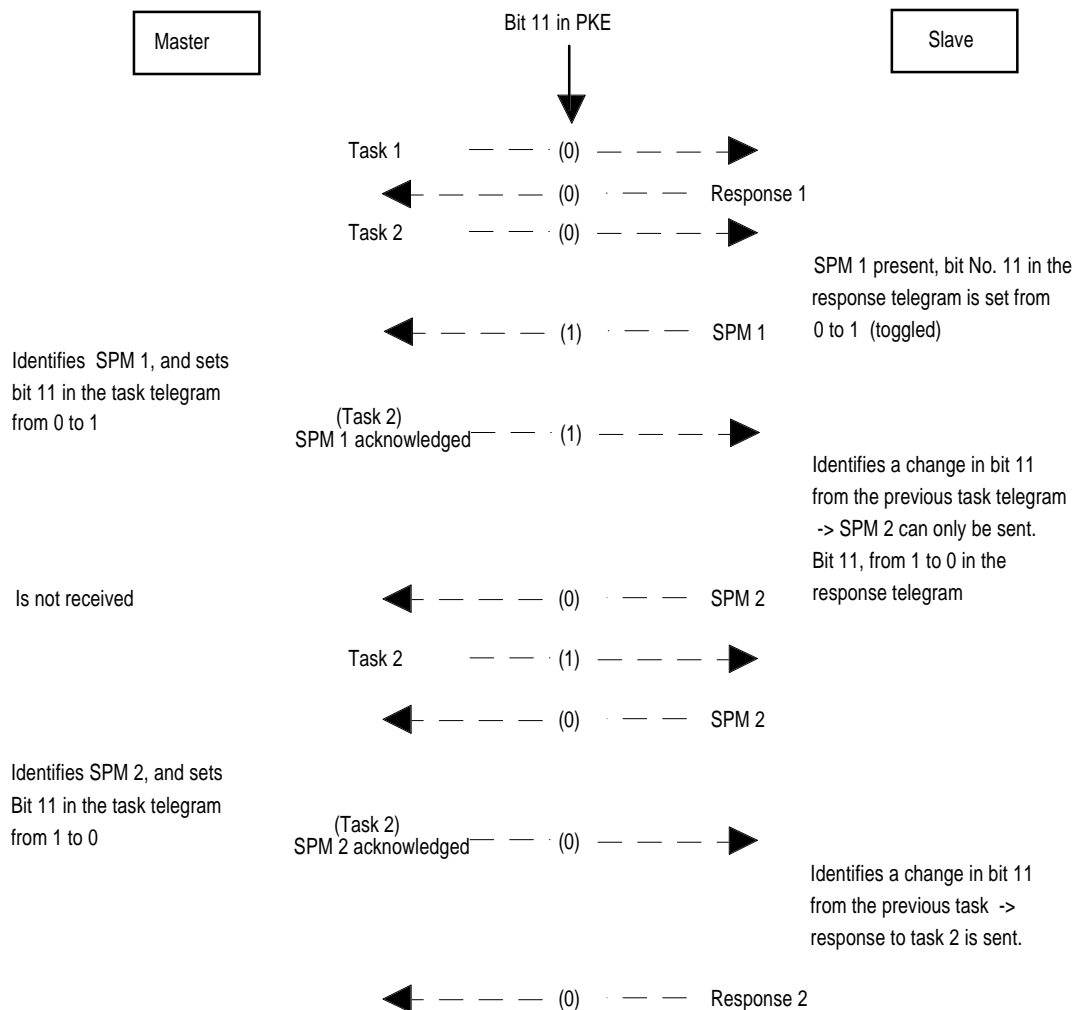 Bit 11 in PKE
Master
Slave
Task 1
(0)
(0)
Response 1
Task 2
(0)
SPM 1 present, bit No. 11 in the
response telegram is set from
0 to 1 (toggled)
(1)
SPM 1
Identifies SPM 1, and sets
bit 11 in the task telegram
from 0 to 1
(Task 2)
SPM 1 acknowledged
(1)
Identifies a change in bit 11
from the previous task telegram
-> SPM 2 can only be sent.
Bit 11, from 1 to 0 in the
response telegram
Is not received
(0)
SPM 2
Task 2
(1)
(0)
SPM 2
Identifies SPM 2, and sets
Bit 11 in the task telegram
from 1 to 0
(Task 2)
SPM 2 acknowledged
(0)
Identifies a change in bit 11
from the previous task ->
response to task 2 is sent.
(0)
Response 2